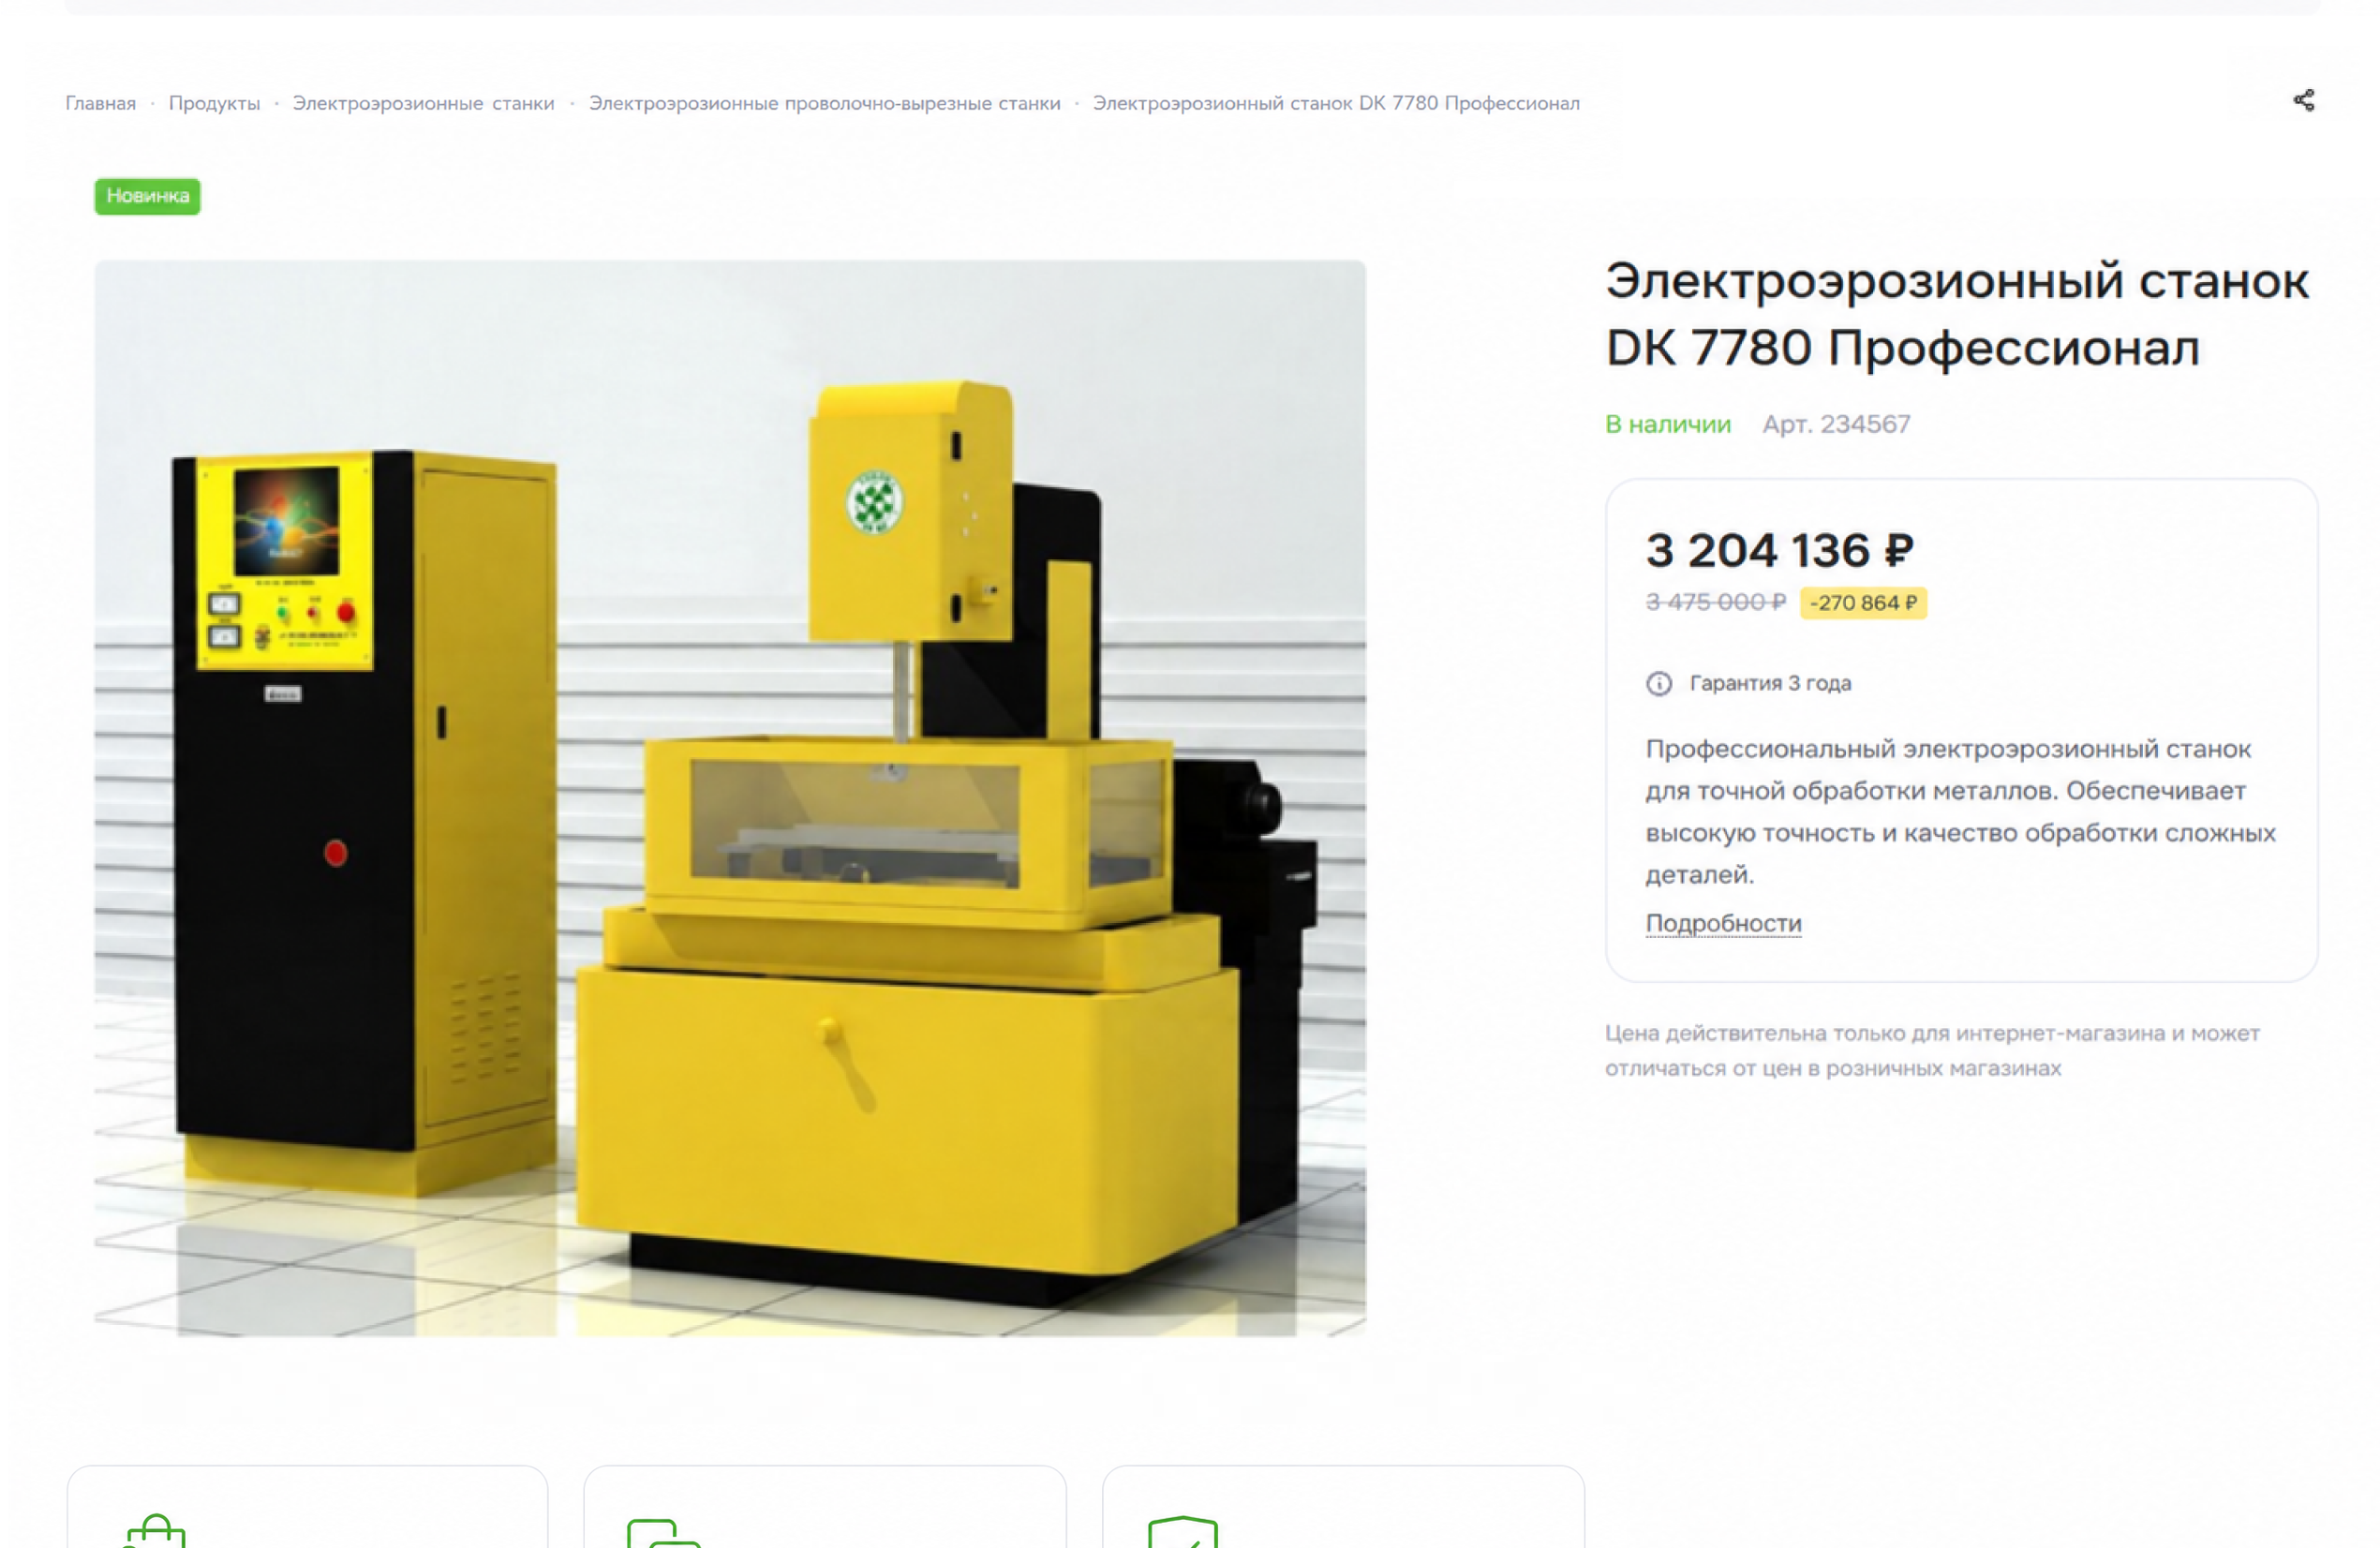 Главная · Продукты · Электроэрозионные станки · Электроэрозионные проволочно-вырезные станки · Электроэрозионный станок DK 7780 Профессионал
Новинка
Электроэрозионный станок
DK 7780 Профессионал
В наличии Арт. 234567
3 204 136 ₽
3 475 000 ₽ -270 864 ₽
Гарантия 3 года
Профессиональный электроэрозионный станок
для точной обработки металлов. Обеспечивает
высокую точность и качество обработки сложных
деталей.
Подробности
Цена действительна только для интернет-магазина и может
отличаться от цен в розничных магазинах